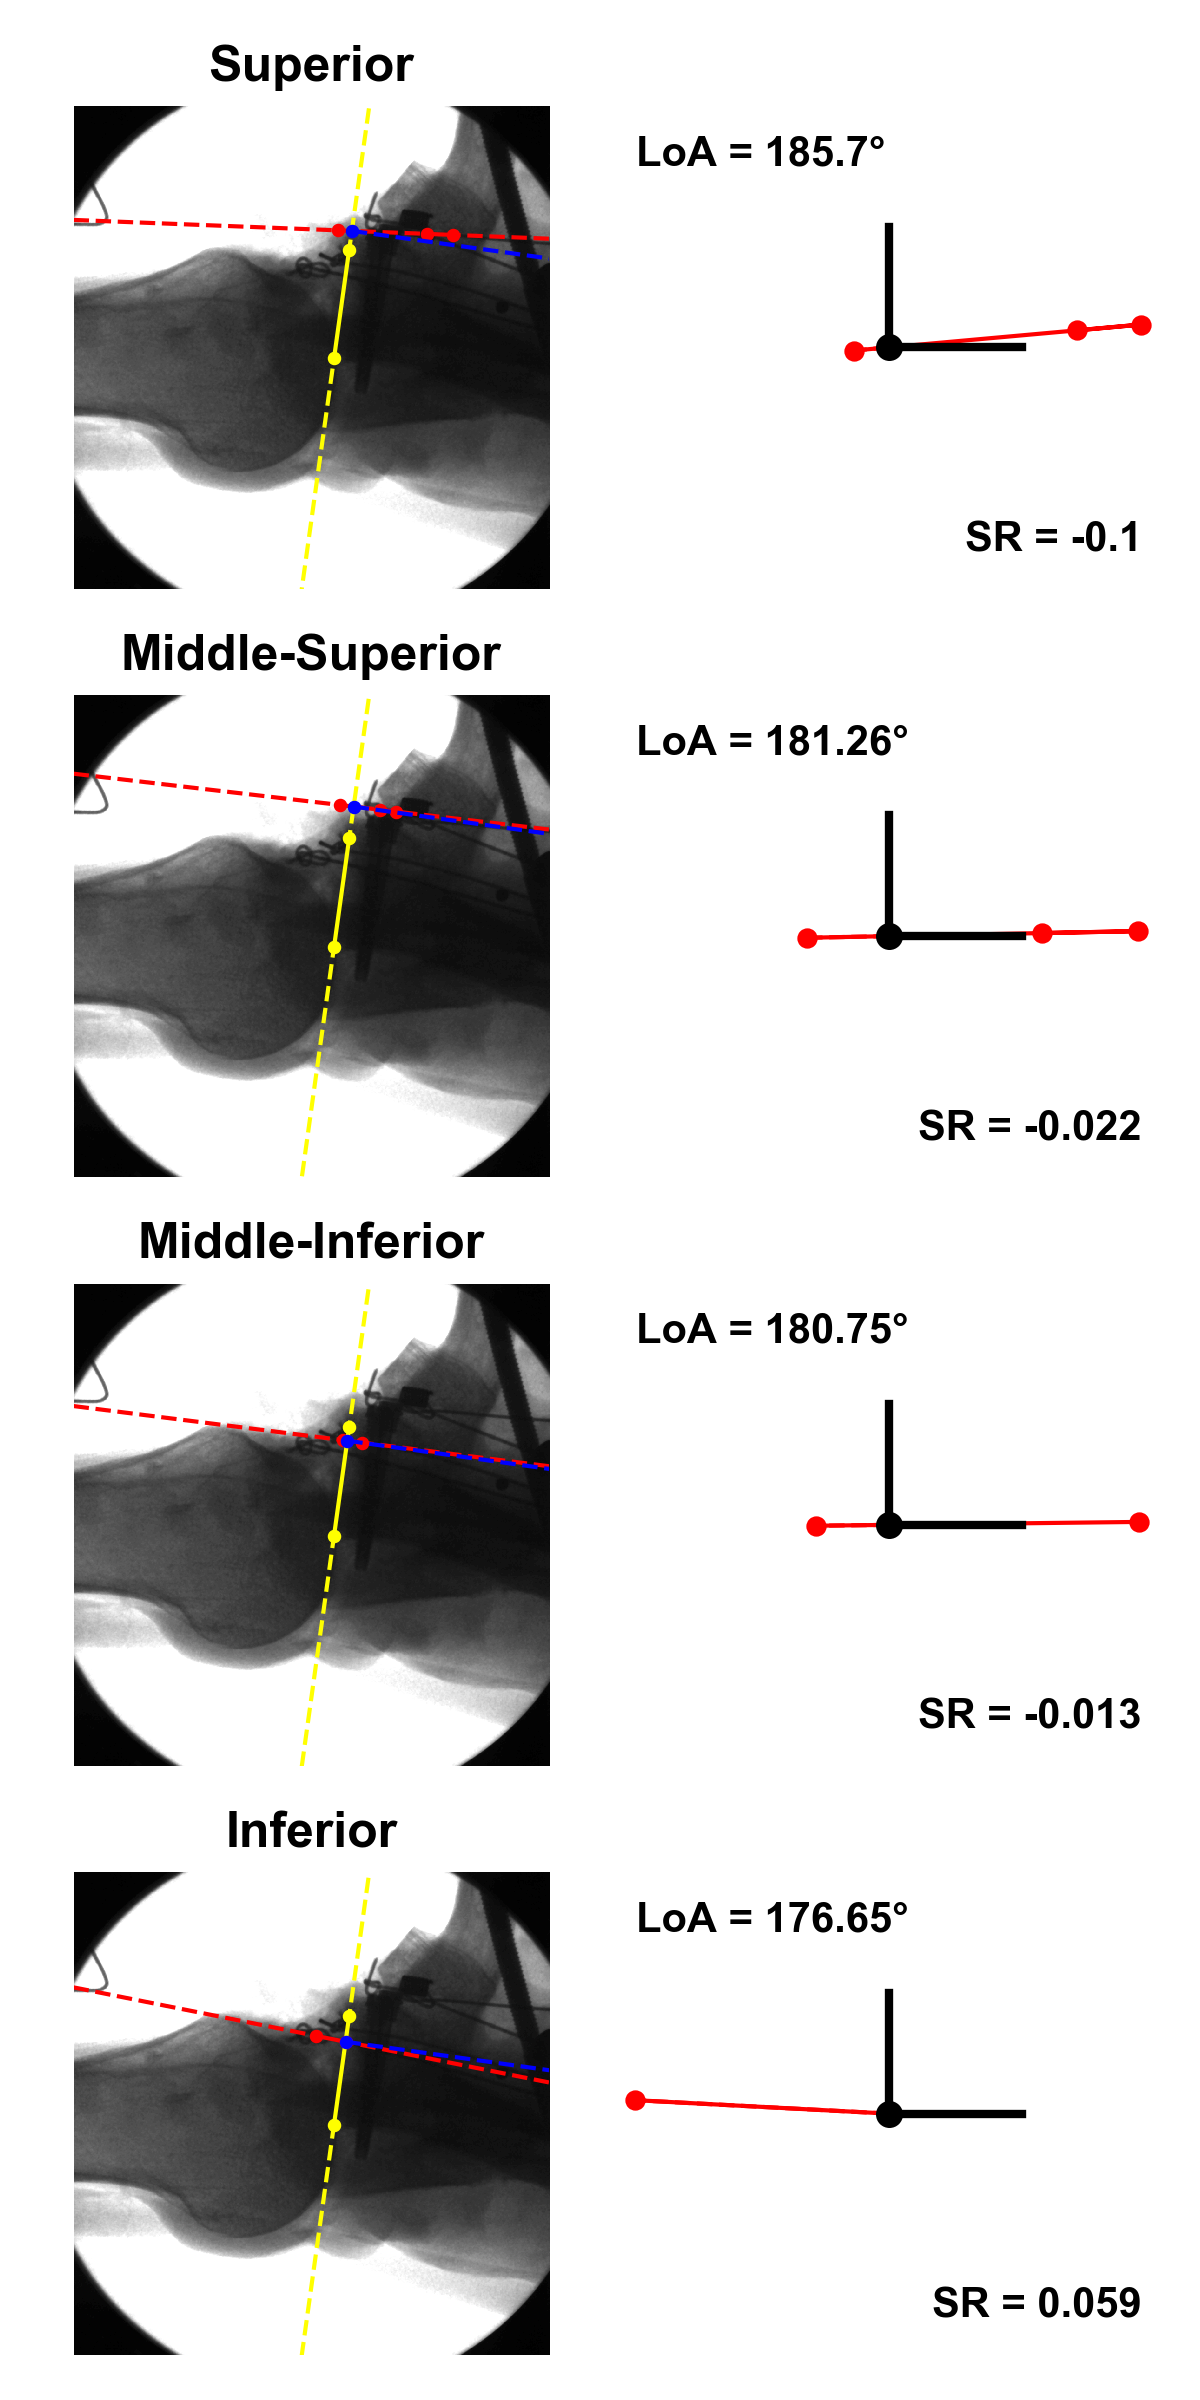 Superior
LoA = 185.7°
SR = -0.1
Middle-Superior
LoA = 181.26°
SR = -0.022
Middle-Inferior
LoA = 180.75°
SR = -0.013
Inferior
LoA = 176.65°
SR = 0.059